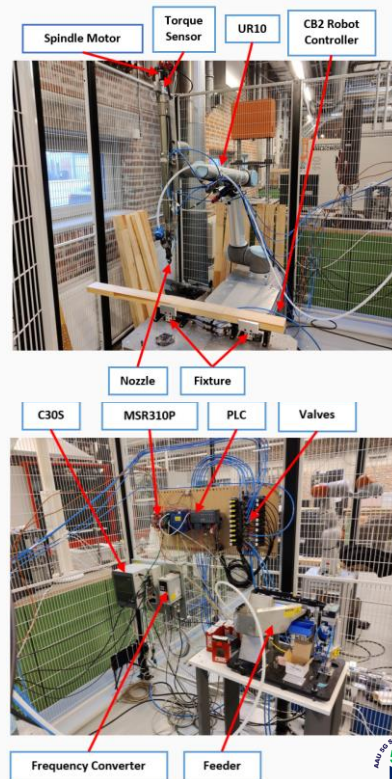 Spindle Motor
Torque
Sensor
UR10
CB2 Robot
Controller
Nozzle
Fixture
C30S
MSR310P
PLC
Valves
Frequency Converter
Feeder